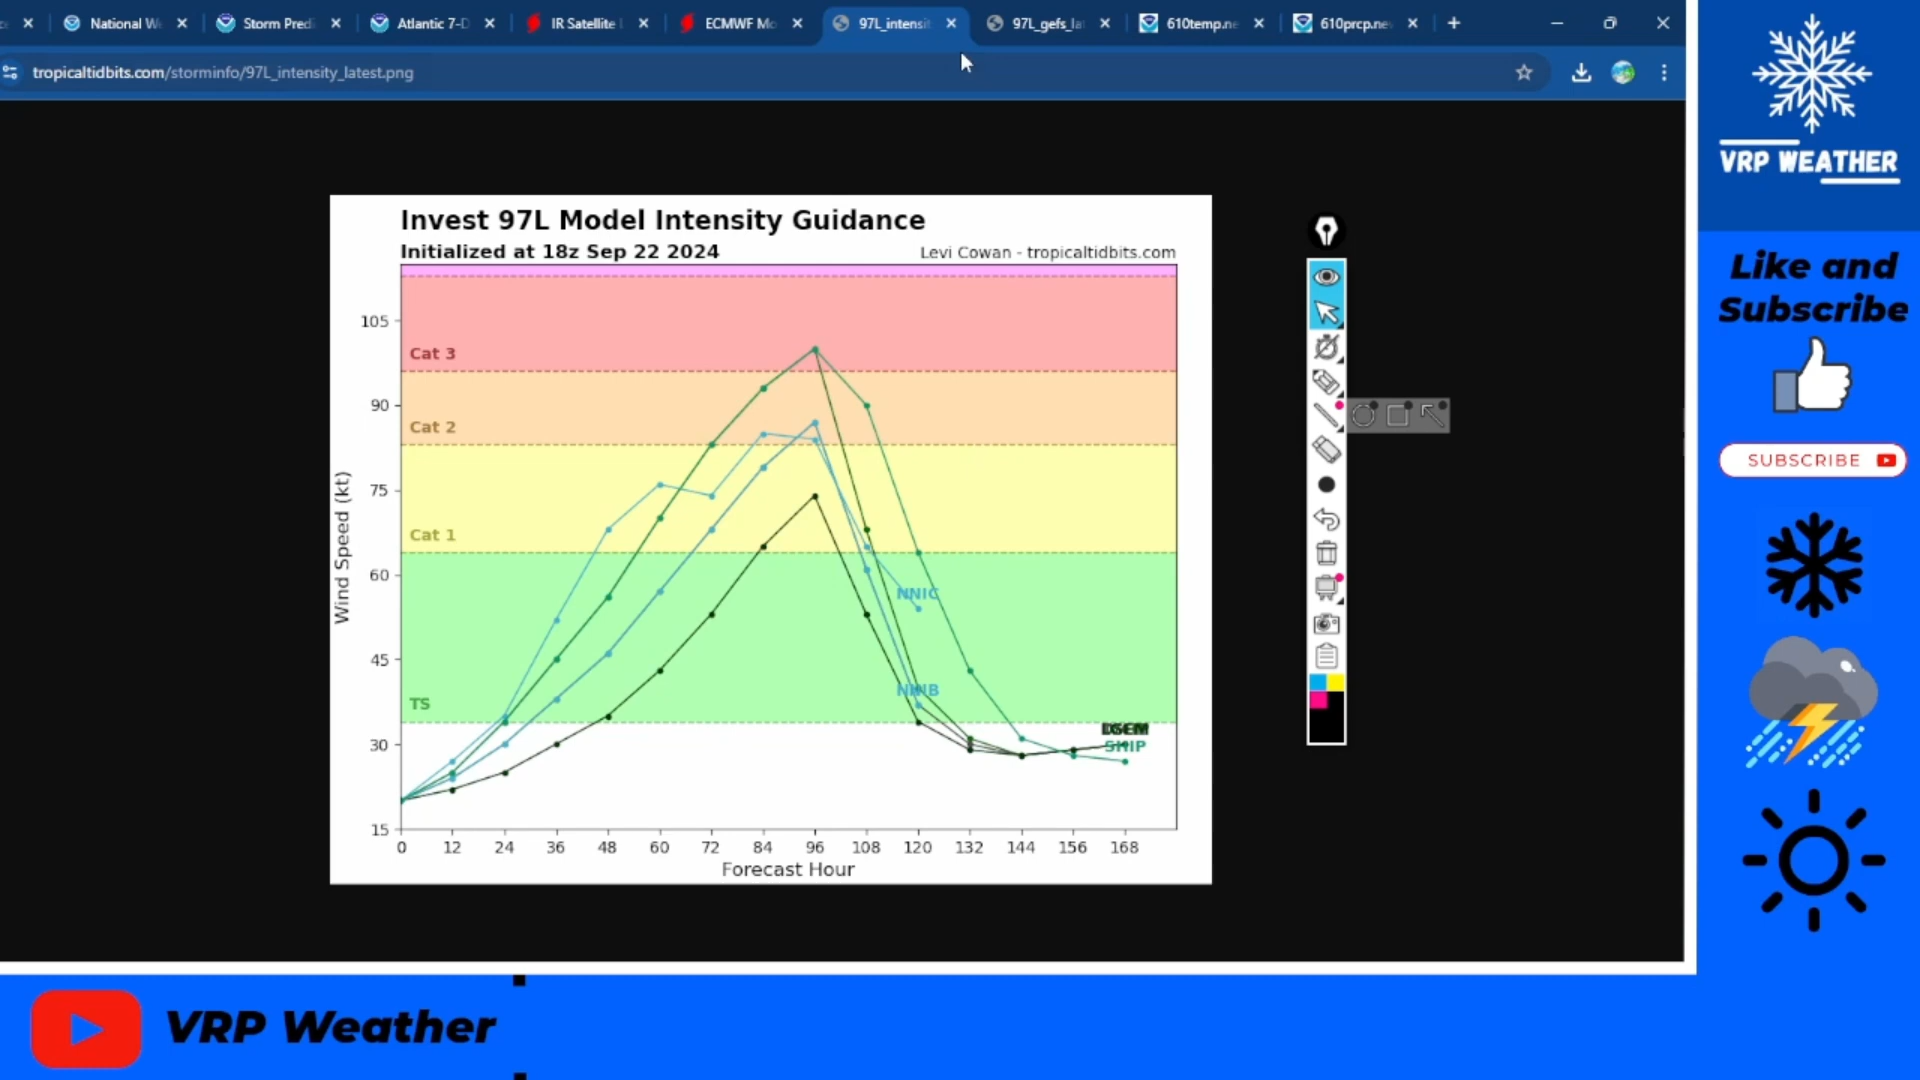 National W
Storm Pred
Atlantic 7-D
IR Satellite
ECMWF Mo
97L_intensit
97L_gefs_la
610temp.ne
610prcp.new
tropicaltidbits.com/storminfo/97L_intensity_latest.png
VRP WEATHER
Like and
Subscribe
SUBSCRIBE
Invest 97L Model Intensity Guidance
Initialized at 18z Sep 22 2024
Levi Cowan - tropicaltidbits.com
105
90
75
60
45
30
15
Wind Speed (kt)
Cat 3
Cat 2
Cat 1
TS
NNIC
NNIB
SHIP
0 12 24 36 48 60 72 84 96 108 120 132 144 156 168
Forecast Hour
VRP Weather